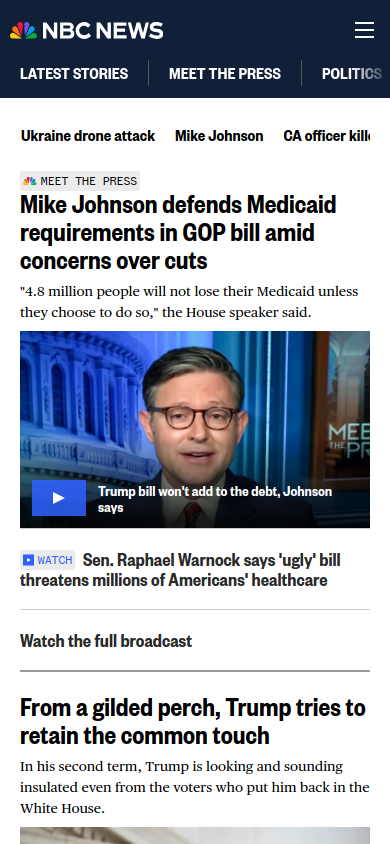 NBC NEWS
LATEST STORIES
MEET THE PRESS
POLITICS
Ukraine drone attack
Mike Johnson
CA officer kille
MEET THE PRESS
Mike Johnson defends Medicaid
requirements in GOP bill amid
concerns over cuts
"4.8 million people will not lose their Medicaid unless
they choose to do so," the House speaker said.
MEE
THE PR
Trump bill won't add to the debt, Johnson
says
WATCH Sen. Raphael Warnock says 'ugly' bill
threatens millions of Americans' healthcare
Watch the full broadcast
From a gilded perch, Trump tries to
retain the common touch
In his second term, Trump is looking and sounding
insulated even from the voters who put him back in the
White House.